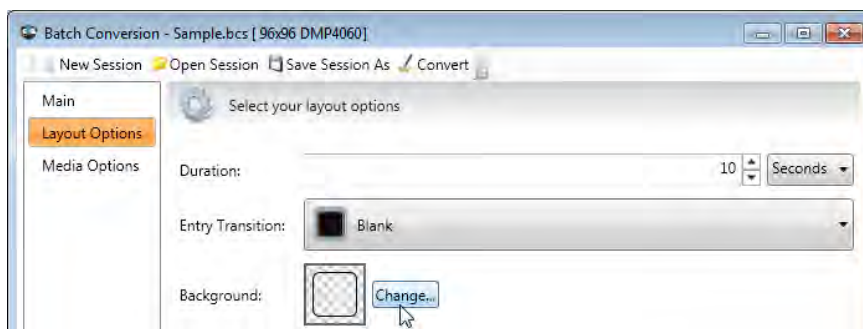 Batch Conversion - Sample.bcs [ 96x96 DMP4060]
New Session Open Session Save Session As Convert
Main
Select your layout options
Layout Options
Media Options
Duration: 10 Seconds
Entry Transition: Blank
Background: Change...